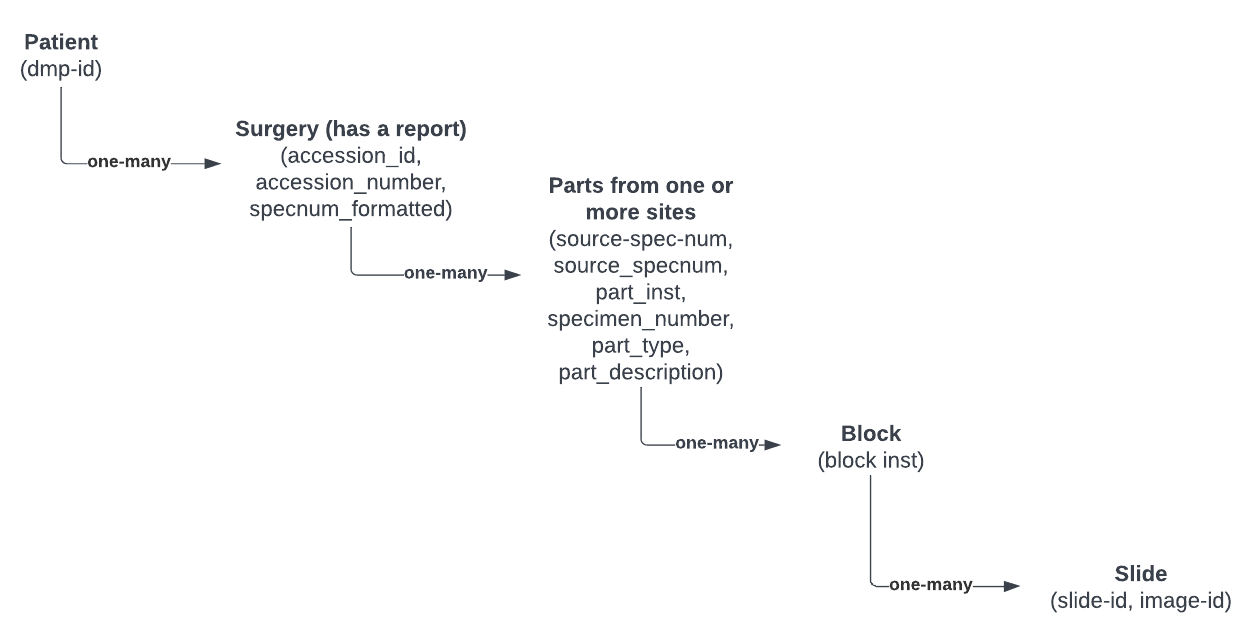 Patient
(dmp-id)
one-many
Surgery (has a report)
(accession_id,
accession_number,
specnum_formatted)
one-many
Parts from one or
more sites
(source-spec-num,
source_specnum,
part_inst,
specimen_number,
part_type,
part_description)
one-many
Block
(block inst)
one-many
Slide
(slide-id, image-id)